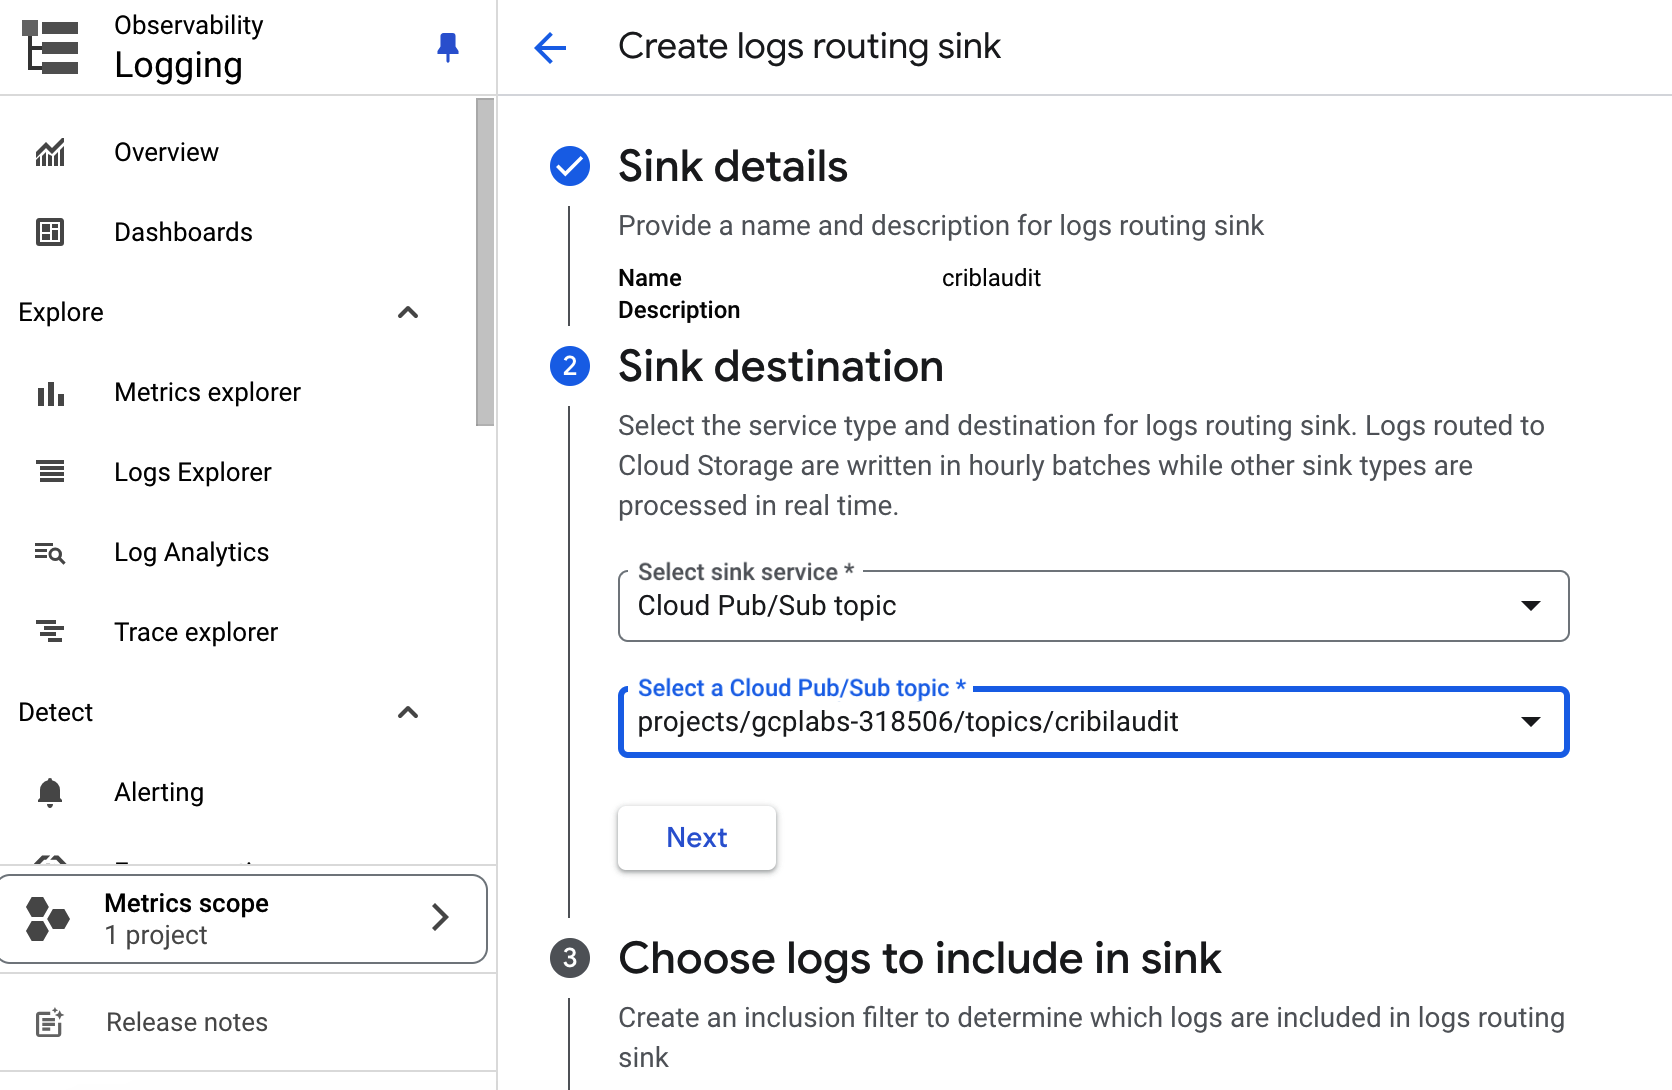 Observability
Logging
Overview
Dashboards
Explore
Metrics explorer
Logs Explorer
Log Analytics
Trace explorer
Detect
Alerting
Metrics scope
1 project
Release notes
Create logs routing sink
Sink details
Provide a name and description for logs routing sink
Name criblaudit
Description
2 Sink destination
Select the service type and destination for logs routing sink. Logs routed to
Cloud Storage are written in hourly batches while other sink types are
processed in real time.
Select sink service *
Cloud Pub/Sub topic
Select a Cloud Pub/Sub topic *
projects/gcplabs-318506/topics/cribilaudit
Next
3 Choose logs to include in sink
Create an inclusion filter to determine which logs are included in logs routing
sink